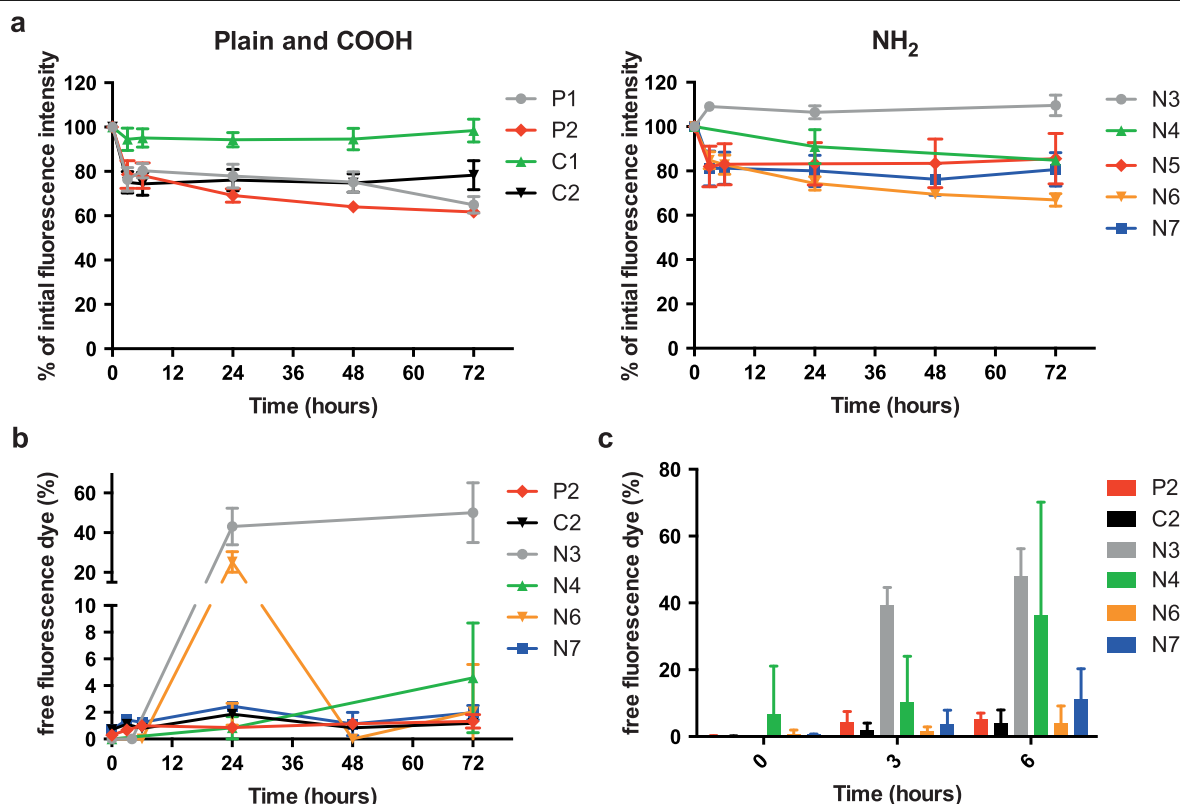 a
Plain and COOH
NH2
% of intial fluorescence intensity
120
100
80
60
40
20
0
0 12 24 36 48 60 72
Time (hours)
P1
P2
C1
C2
% of intial fluorescence intensity
120
100
80
60
40
20
0
0 12 24 36 48 60 72
Time (hours)
N3
N4
N5
N6
N7
b
free fluorescence dye (%)
60
40
20
10
8
6
4
2
0
0 12 24 36 48 60 72
Time (hours)
P2
C2
N3
N4
N6
N7
c
free fluorescence dye (%)
80
60
40
20
0
0 3 6
Time (hours)
P2
C2
N3
N4
N6
N7